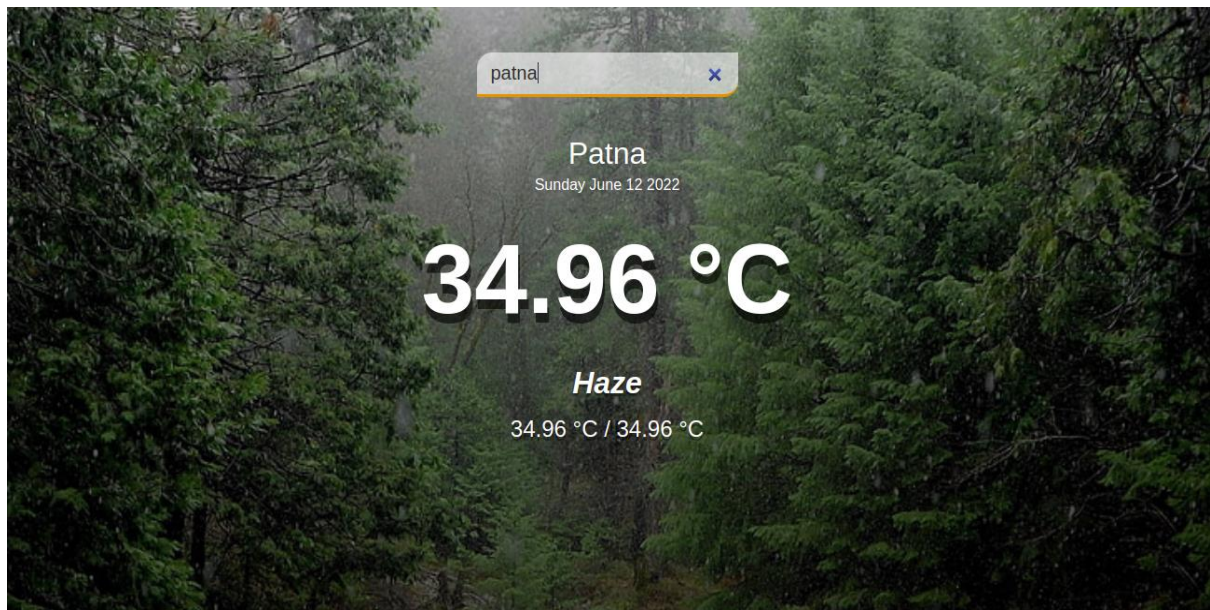 patna
Patna
Sunday June 12 2022
34.96 °C
Haze
34.96 °C / 34.96 °C